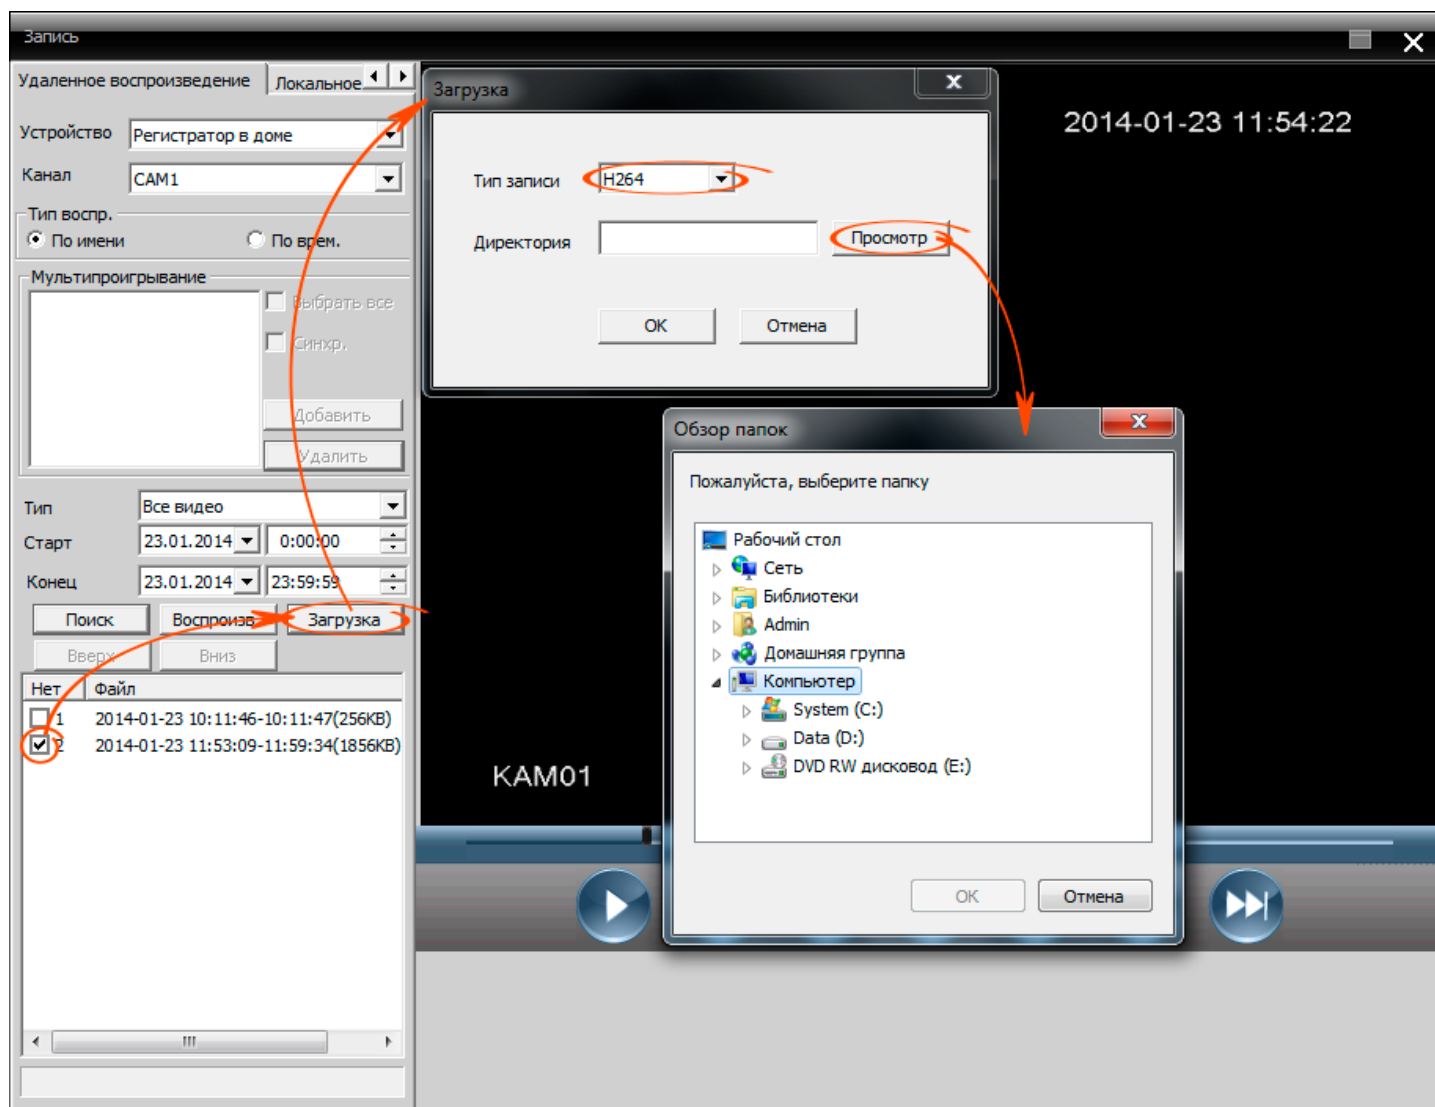 Запись
Удаленное воспроизведение
Локальное
Устройство
Регистратор в доме
Канал
CAM1
Тип воспр.
По имени
По врем.
Мультипроигрывание
Выбрать все
Синхр.
Добавить
Удалить
Тип
Все видео
Старт
23.01.2014
0:00:00
Конец
23.01.2014
23:59:59
Поиск
Воспроизв
Загрузка
Вверх
Вниз
Нет
Файл
1 2014-01-23 10:11:46-10:11:47(256KB)
2 2014-01-23 11:53:09-11:59:34(1856KB)
Загрузка
Тип записи
H264
Директория
Просмотр
OK
Отмена
2014-01-23 11:54:22
KAM01
Обзор папок
Пожалуйста, выберите папку
Рабочий стол
Сеть
Библиотеки
Admin
Домашняя группа
Компьютер
System (C:)
Data (D:)
DVD RW дисковод (E:)
OK
Отмена